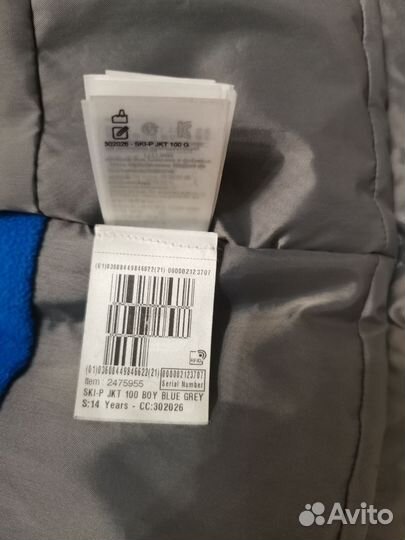 302026 - SKI-P JKT 100 G
(01)03608449846622(21) 000002123707
RFID
(01)03608449846622(21) 000002123707
Item 2475955 Serial Number
SKI-P JKT 100 BOY BLUE GREY
S:14 Years - CC:302026
Avito